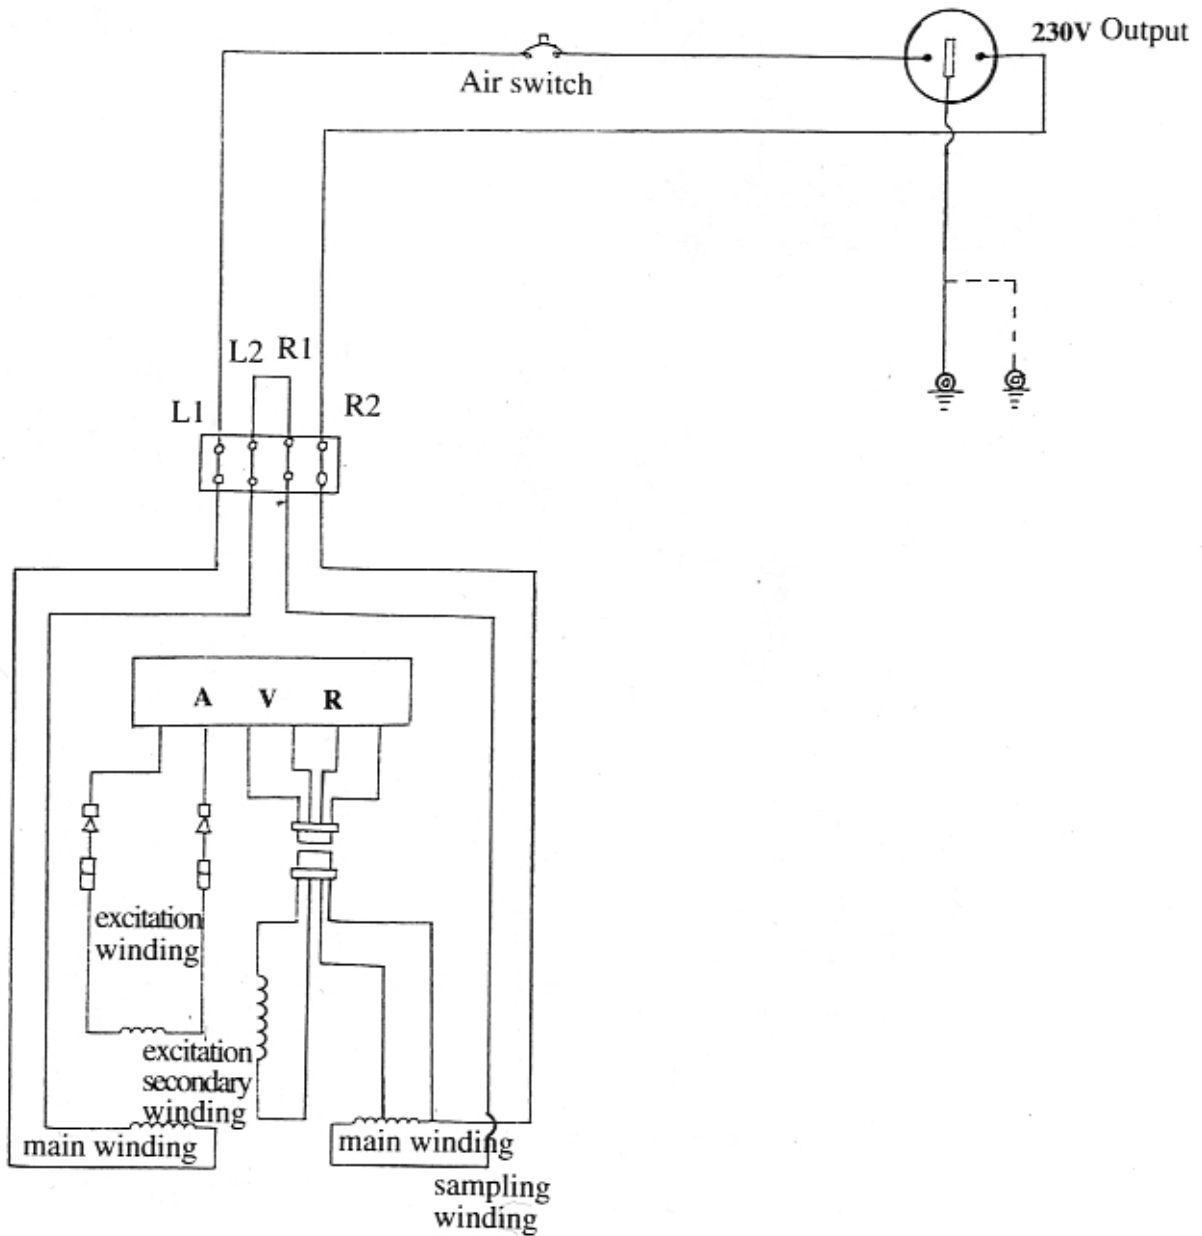 230V Output
Air switch
L2 R1
L1
R2
A V R
excitation
winding
excitation
secondary
winding
main winding
main winding
sampling
winding